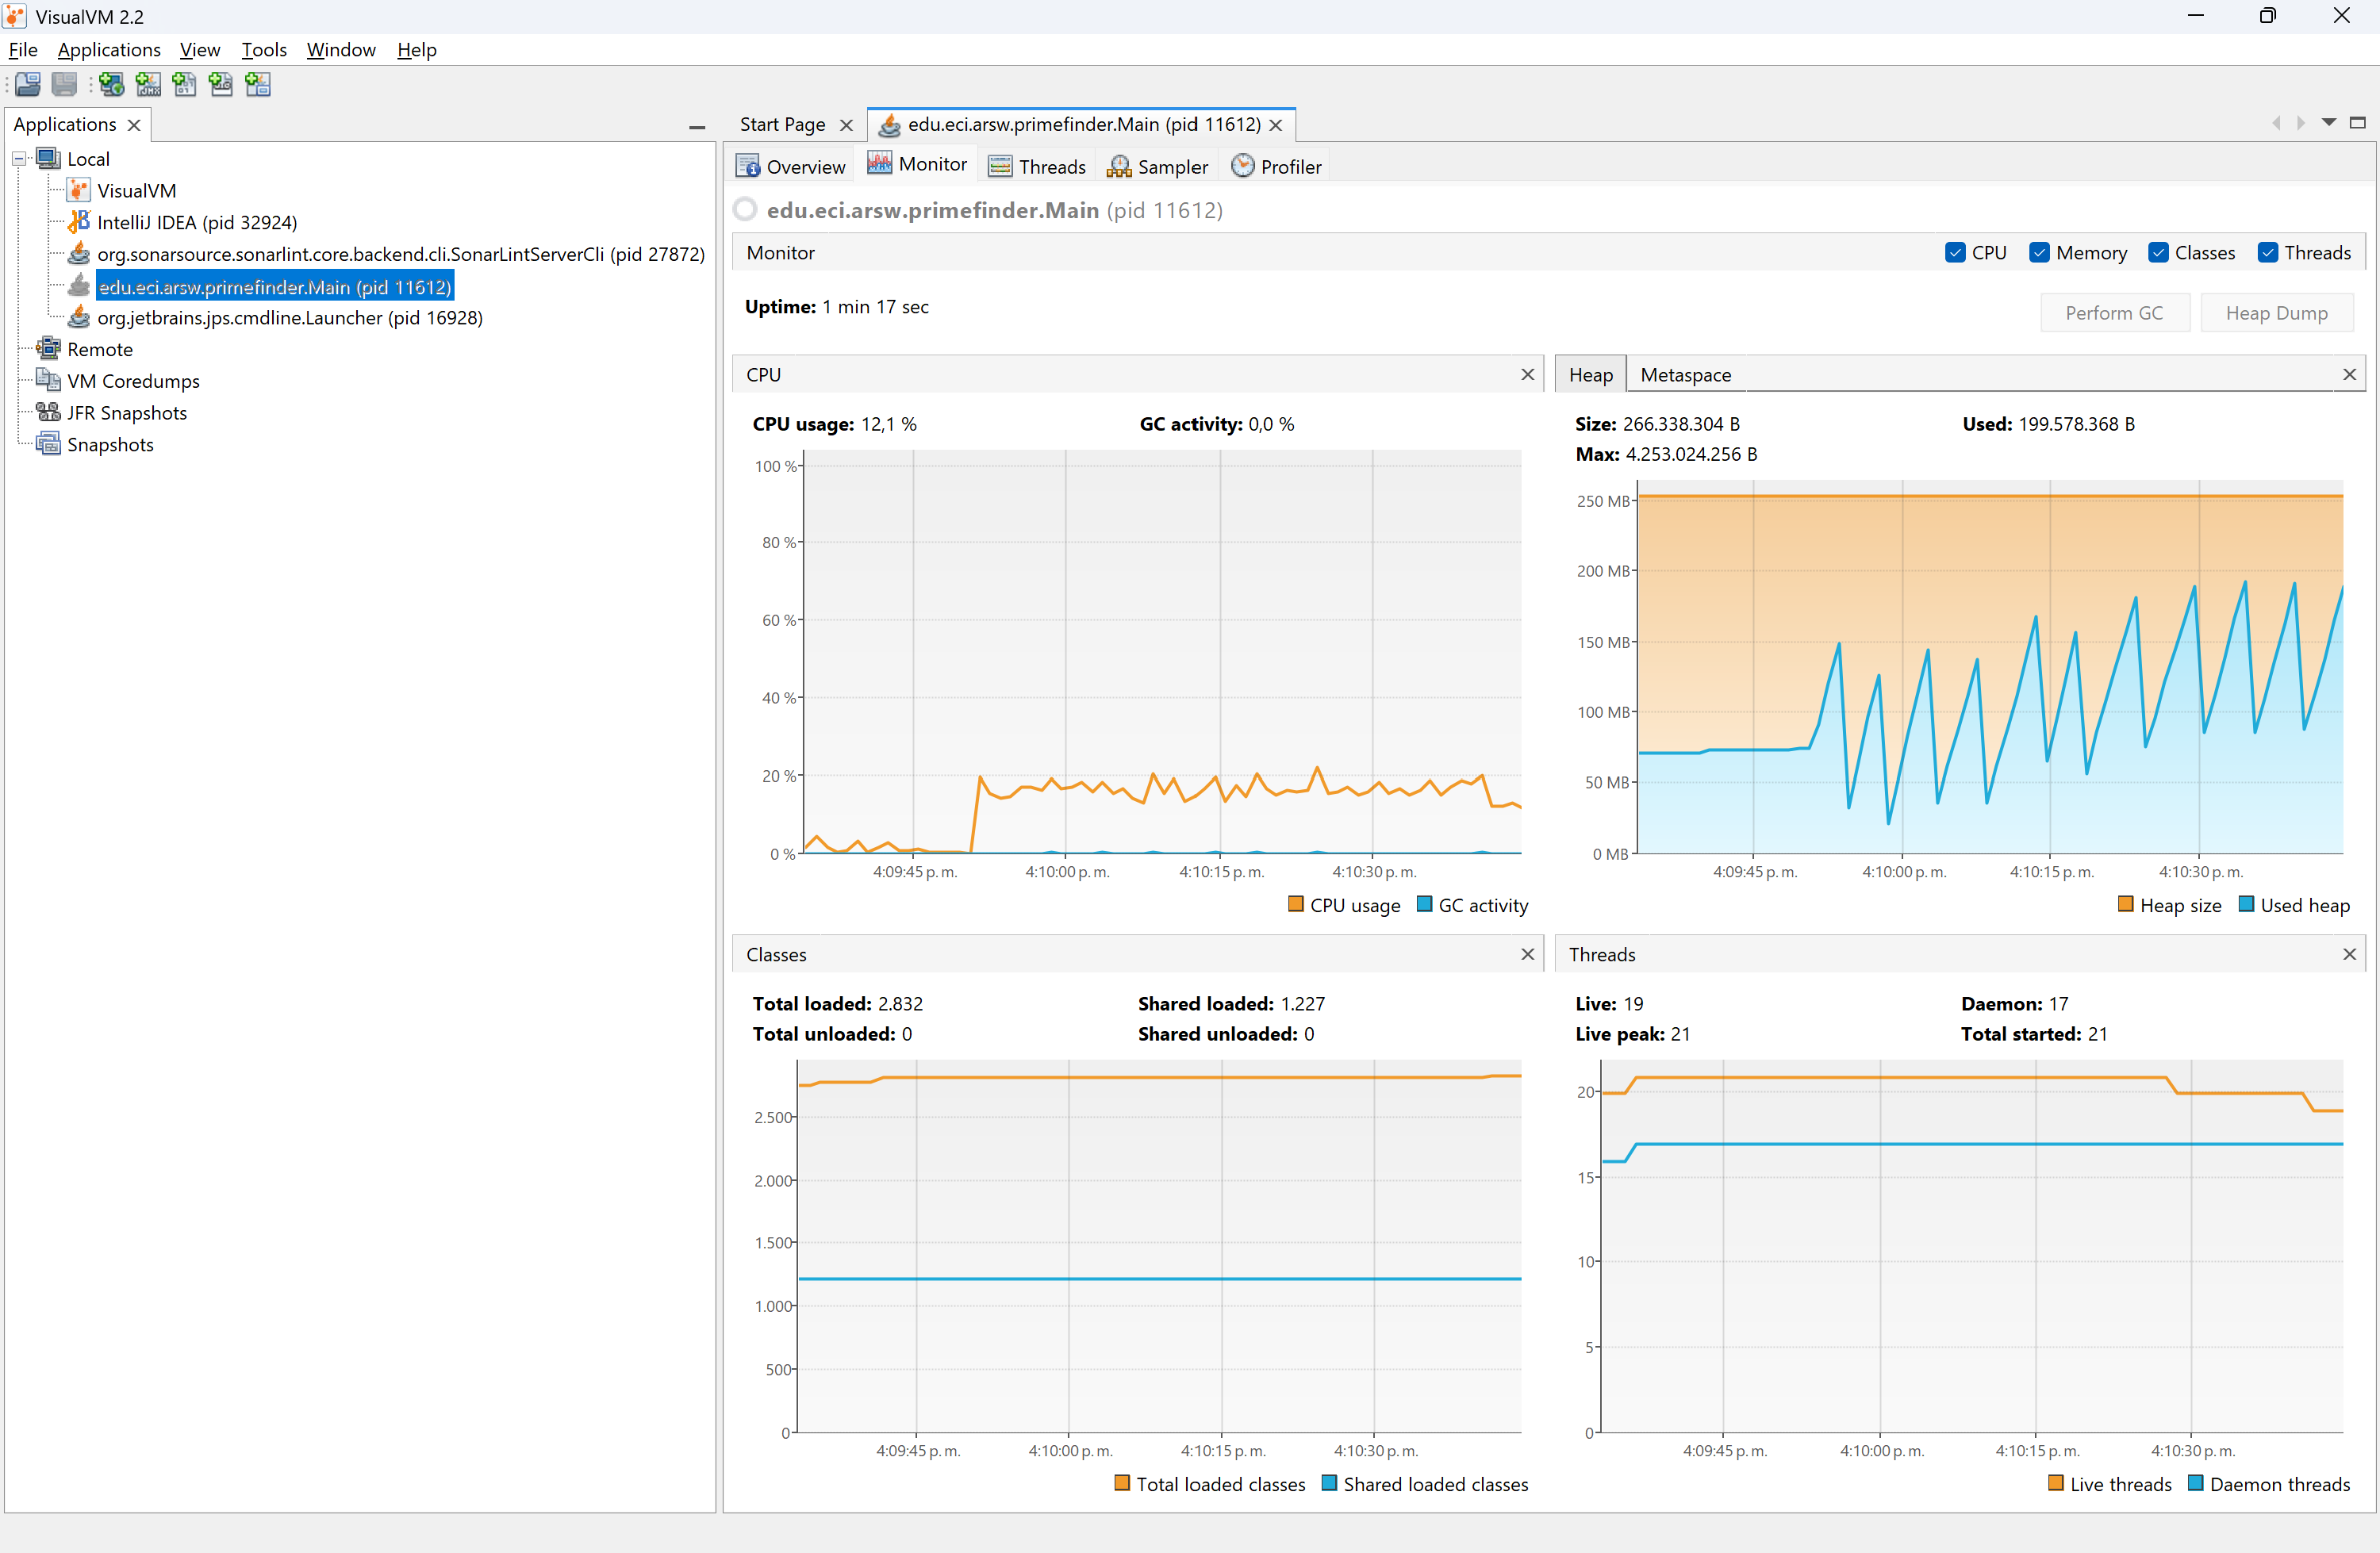 VisualVM 2.2
File Applications View Tools Window Help
Applications
Local
VisualVM
IntelliJ IDEA (pid 32924)
org.sonarsource.sonarlint.core.backend.cli.SonarLintServerCli (pid 27872)
edu.eci.arsw.primefinder.Main (pid 11612)
org.jetbrains.jps.cmdline.Launcher (pid 16928)
Remote
VM Coredumps
JFR Snapshots
Snapshots
Start Page edu.eci.arsw.primefinder.Main (pid 11612)
Overview Monitor Threads Sampler Profiler
edu.eci.arsw.primefinder.Main (pid 11612)
Monitor CPU Memory Classes Threads
Uptime: 1 min 17 sec
Perform GC Heap Dump
CPU
CPU usage: 12,1 % GC activity: 0,0 %
100 %
80 %
60 %
40 %
20 %
0 %
4:09:45 p. m. 4:10:00 p. m. 4:10:15 p. m. 4:10:30 p. m.
CPU usage GC activity
Heap Metaspace
Size: 266.338.304 B Used: 199.578.368 B
Max: 4.253.024.256 B
250 MB
200 MB
150 MB
100 MB
50 MB
0 MB
4:09:45 p. m. 4:10:00 p. m. 4:10:15 p. m. 4:10:30 p. m.
Heap size Used heap
Classes
Total loaded: 2.832 Shared loaded: 1.227
Total unloaded: 0 Shared unloaded: 0
2.500
2.000
1.500
1.000
500
0
4:09:45 p. m. 4:10:00 p. m. 4:10:15 p. m. 4:10:30 p. m.
Total loaded classes Shared loaded classes
Threads
Live: 19 Daemon: 17
Live peak: 21 Total started: 21
20
15
10
5
0
4:09:45 p. m. 4:10:00 p. m. 4:10:15 p. m. 4:10:30 p. m.
Live threads Daemon threads